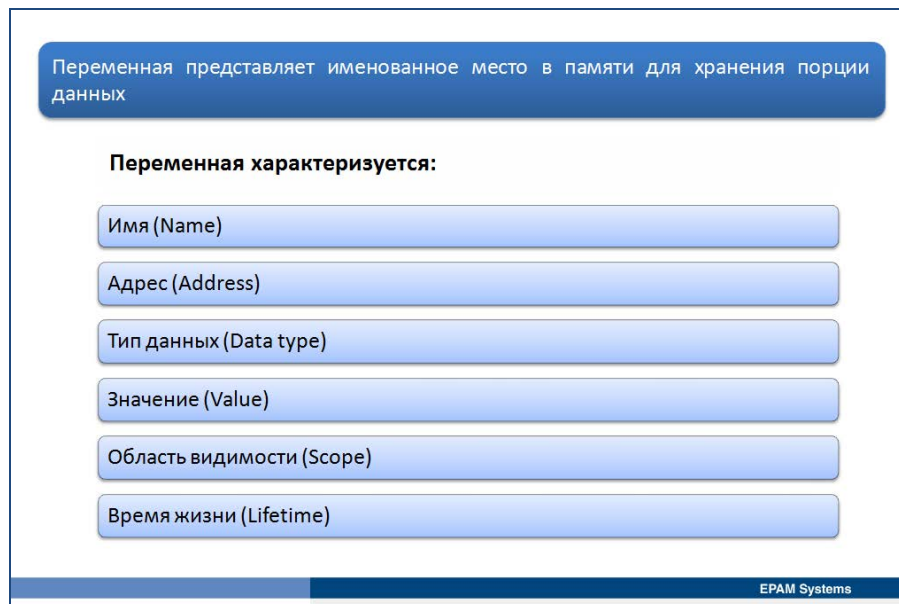 Переменная представляет именованное место в памяти для хранения порции
данных
Переменная характеризуется:
Имя (Name)
Адрес (Address)
Тип данных (Data type)
Значение (Value)
Область видимости (Scope)
Время жизни (Lifetime)
EPAM Systems